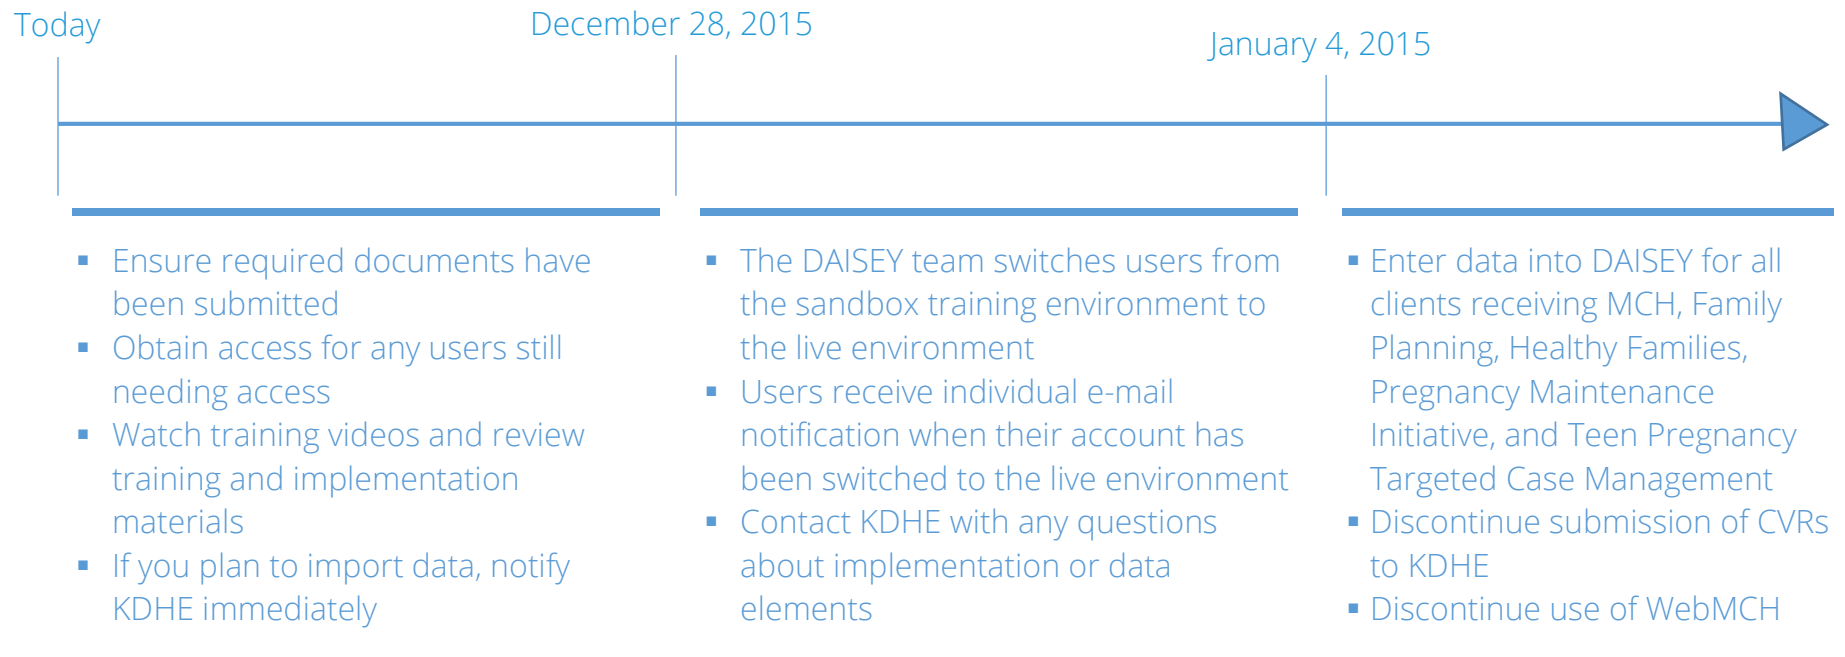 Today
December 28, 2015
January 4, 2015
▪ Ensure required documents have
been submitted
▪ Obtain access for any users still
needing access
▪ Watch training videos and review
training and implementation
materials
▪ If you plan to import data, notify
KDHE immediately
▪ The DAISEY team switches users from
the sandbox training environment to
the live environment
▪ Users receive individual e-mail
notification when their account has
been switched to the live environment
▪ Contact KDHE with any questions
about implementation or data
elements
▪ Enter data into DAISEY for all
clients receiving MCH, Family
Planning, Healthy Families,
Pregnancy Maintenance
Initiative, and Teen Pregnancy
Targeted Case Management
▪ Discontinue submission of CVRs
to KDHE
▪ Discontinue use of WebMCH